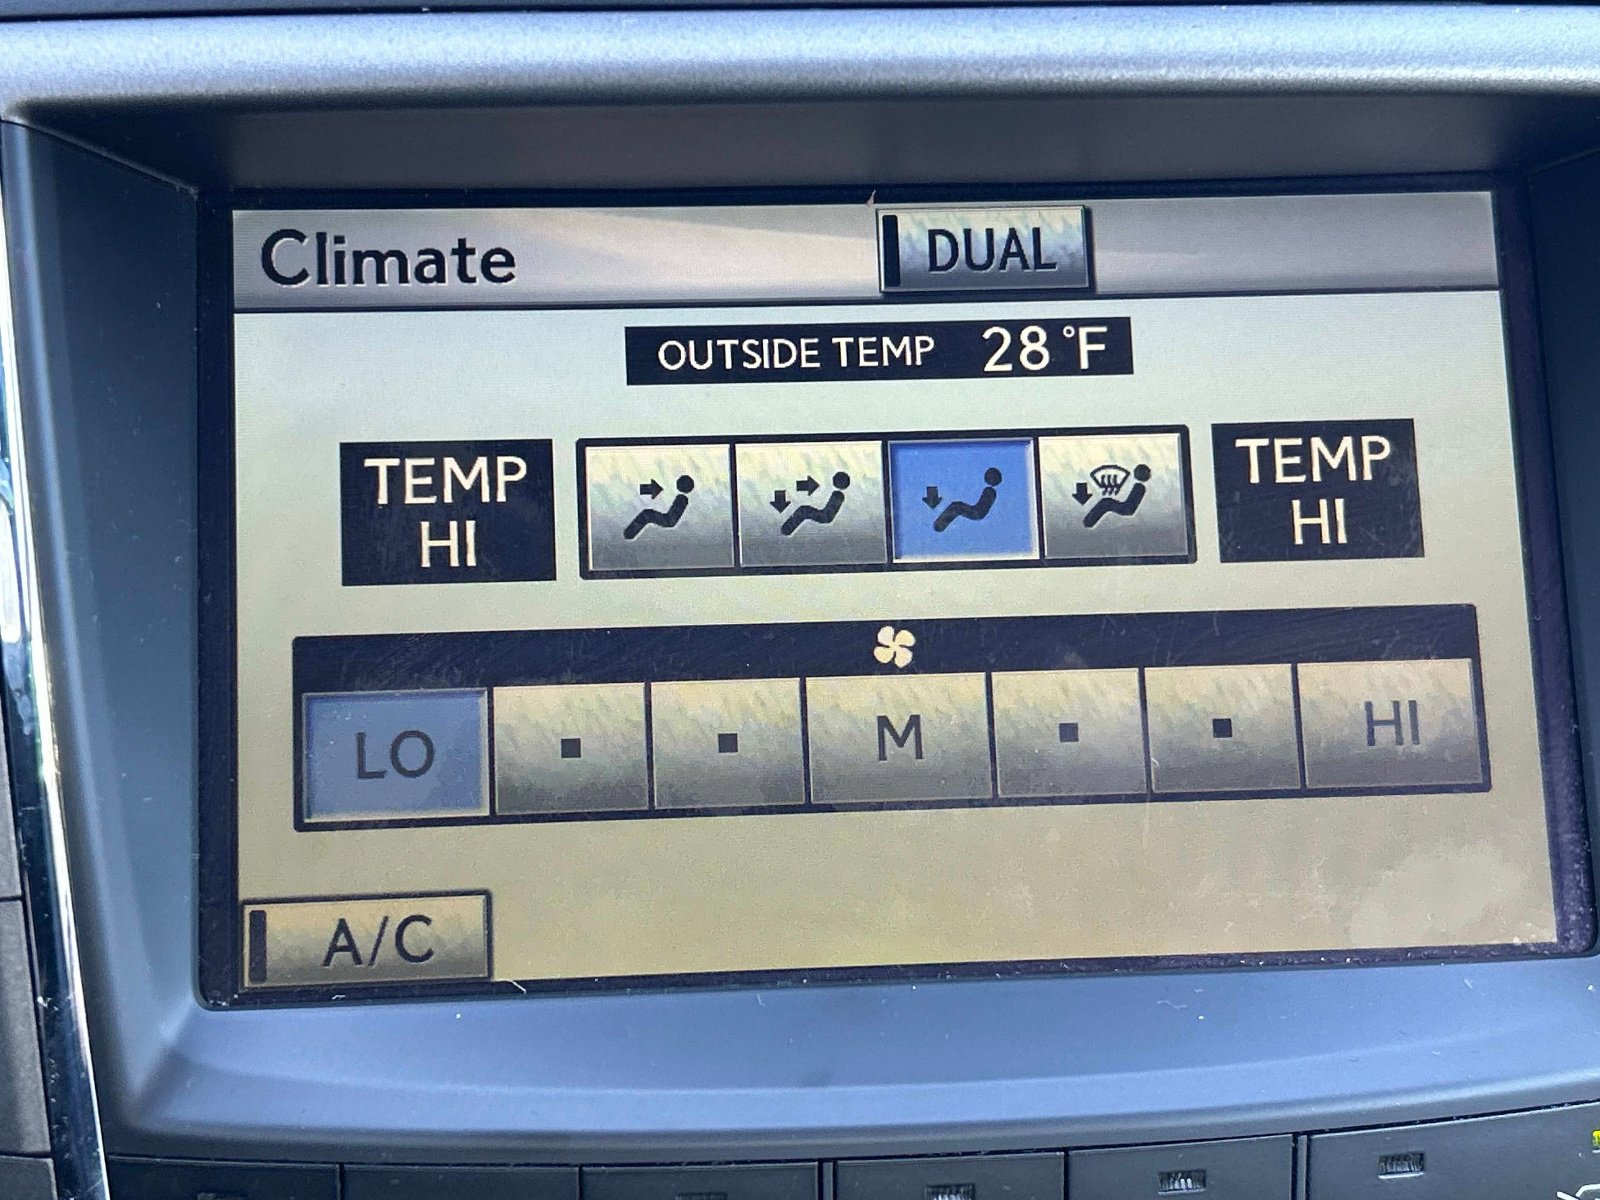 Climate
DUAL
OUTSIDE TEMP 28°F
TEMP
HI
TEMP
HI
LO
M
HI
A/C